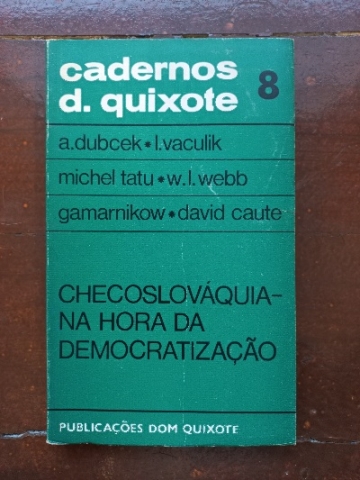 cadernos
d. quixote 8
a.dubcek*l.vaculik
michel tatu*w.l.webb
gamarnikow*david caute
CHECOSLOVÁQUIA-
NA HORA DA
DEMOCRATIZAÇÃO
PUBLICAÇÕES DOM QUIXOTE